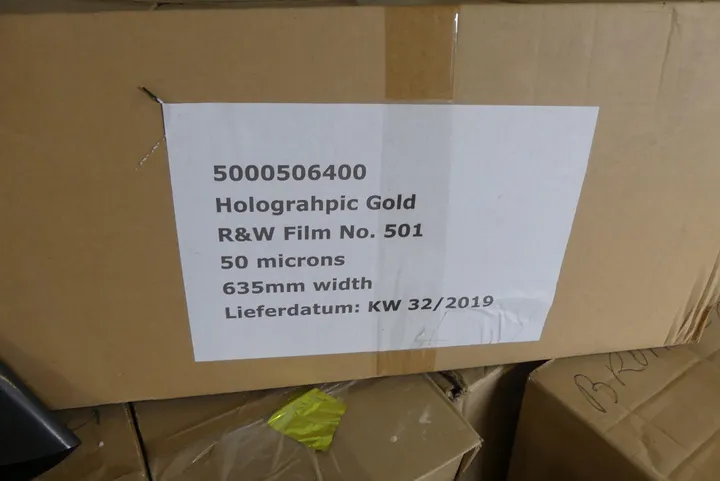 5000506400
Holograhpic Gold
R&W Film No. 501
50 microns
635mm width
Lieferdatum: KW 32/2019